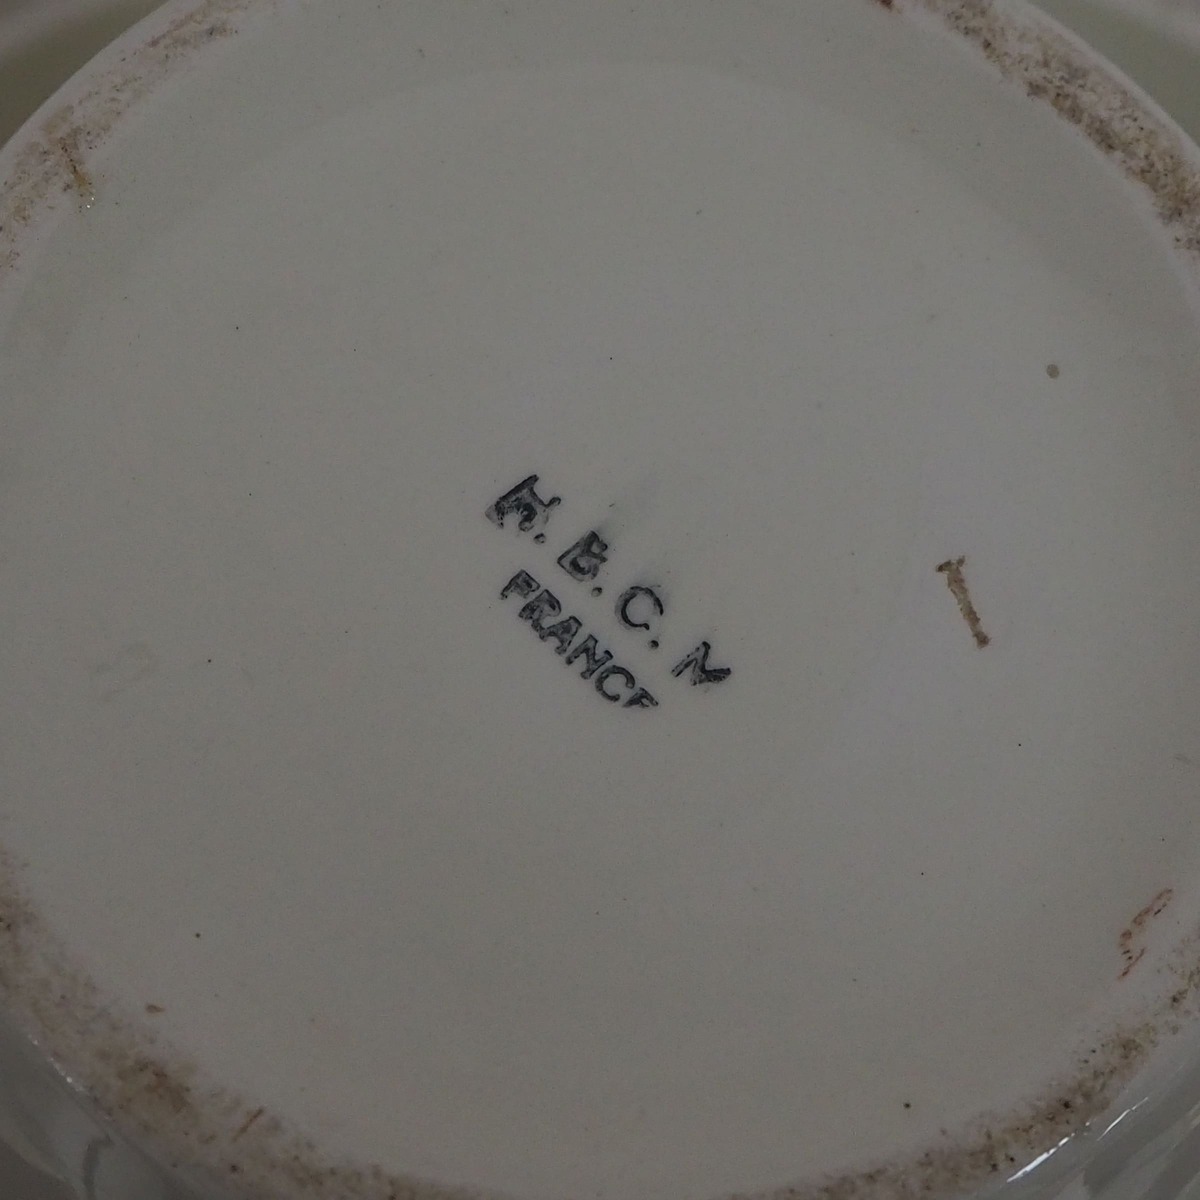 H. B. C. M
FRANCE
I